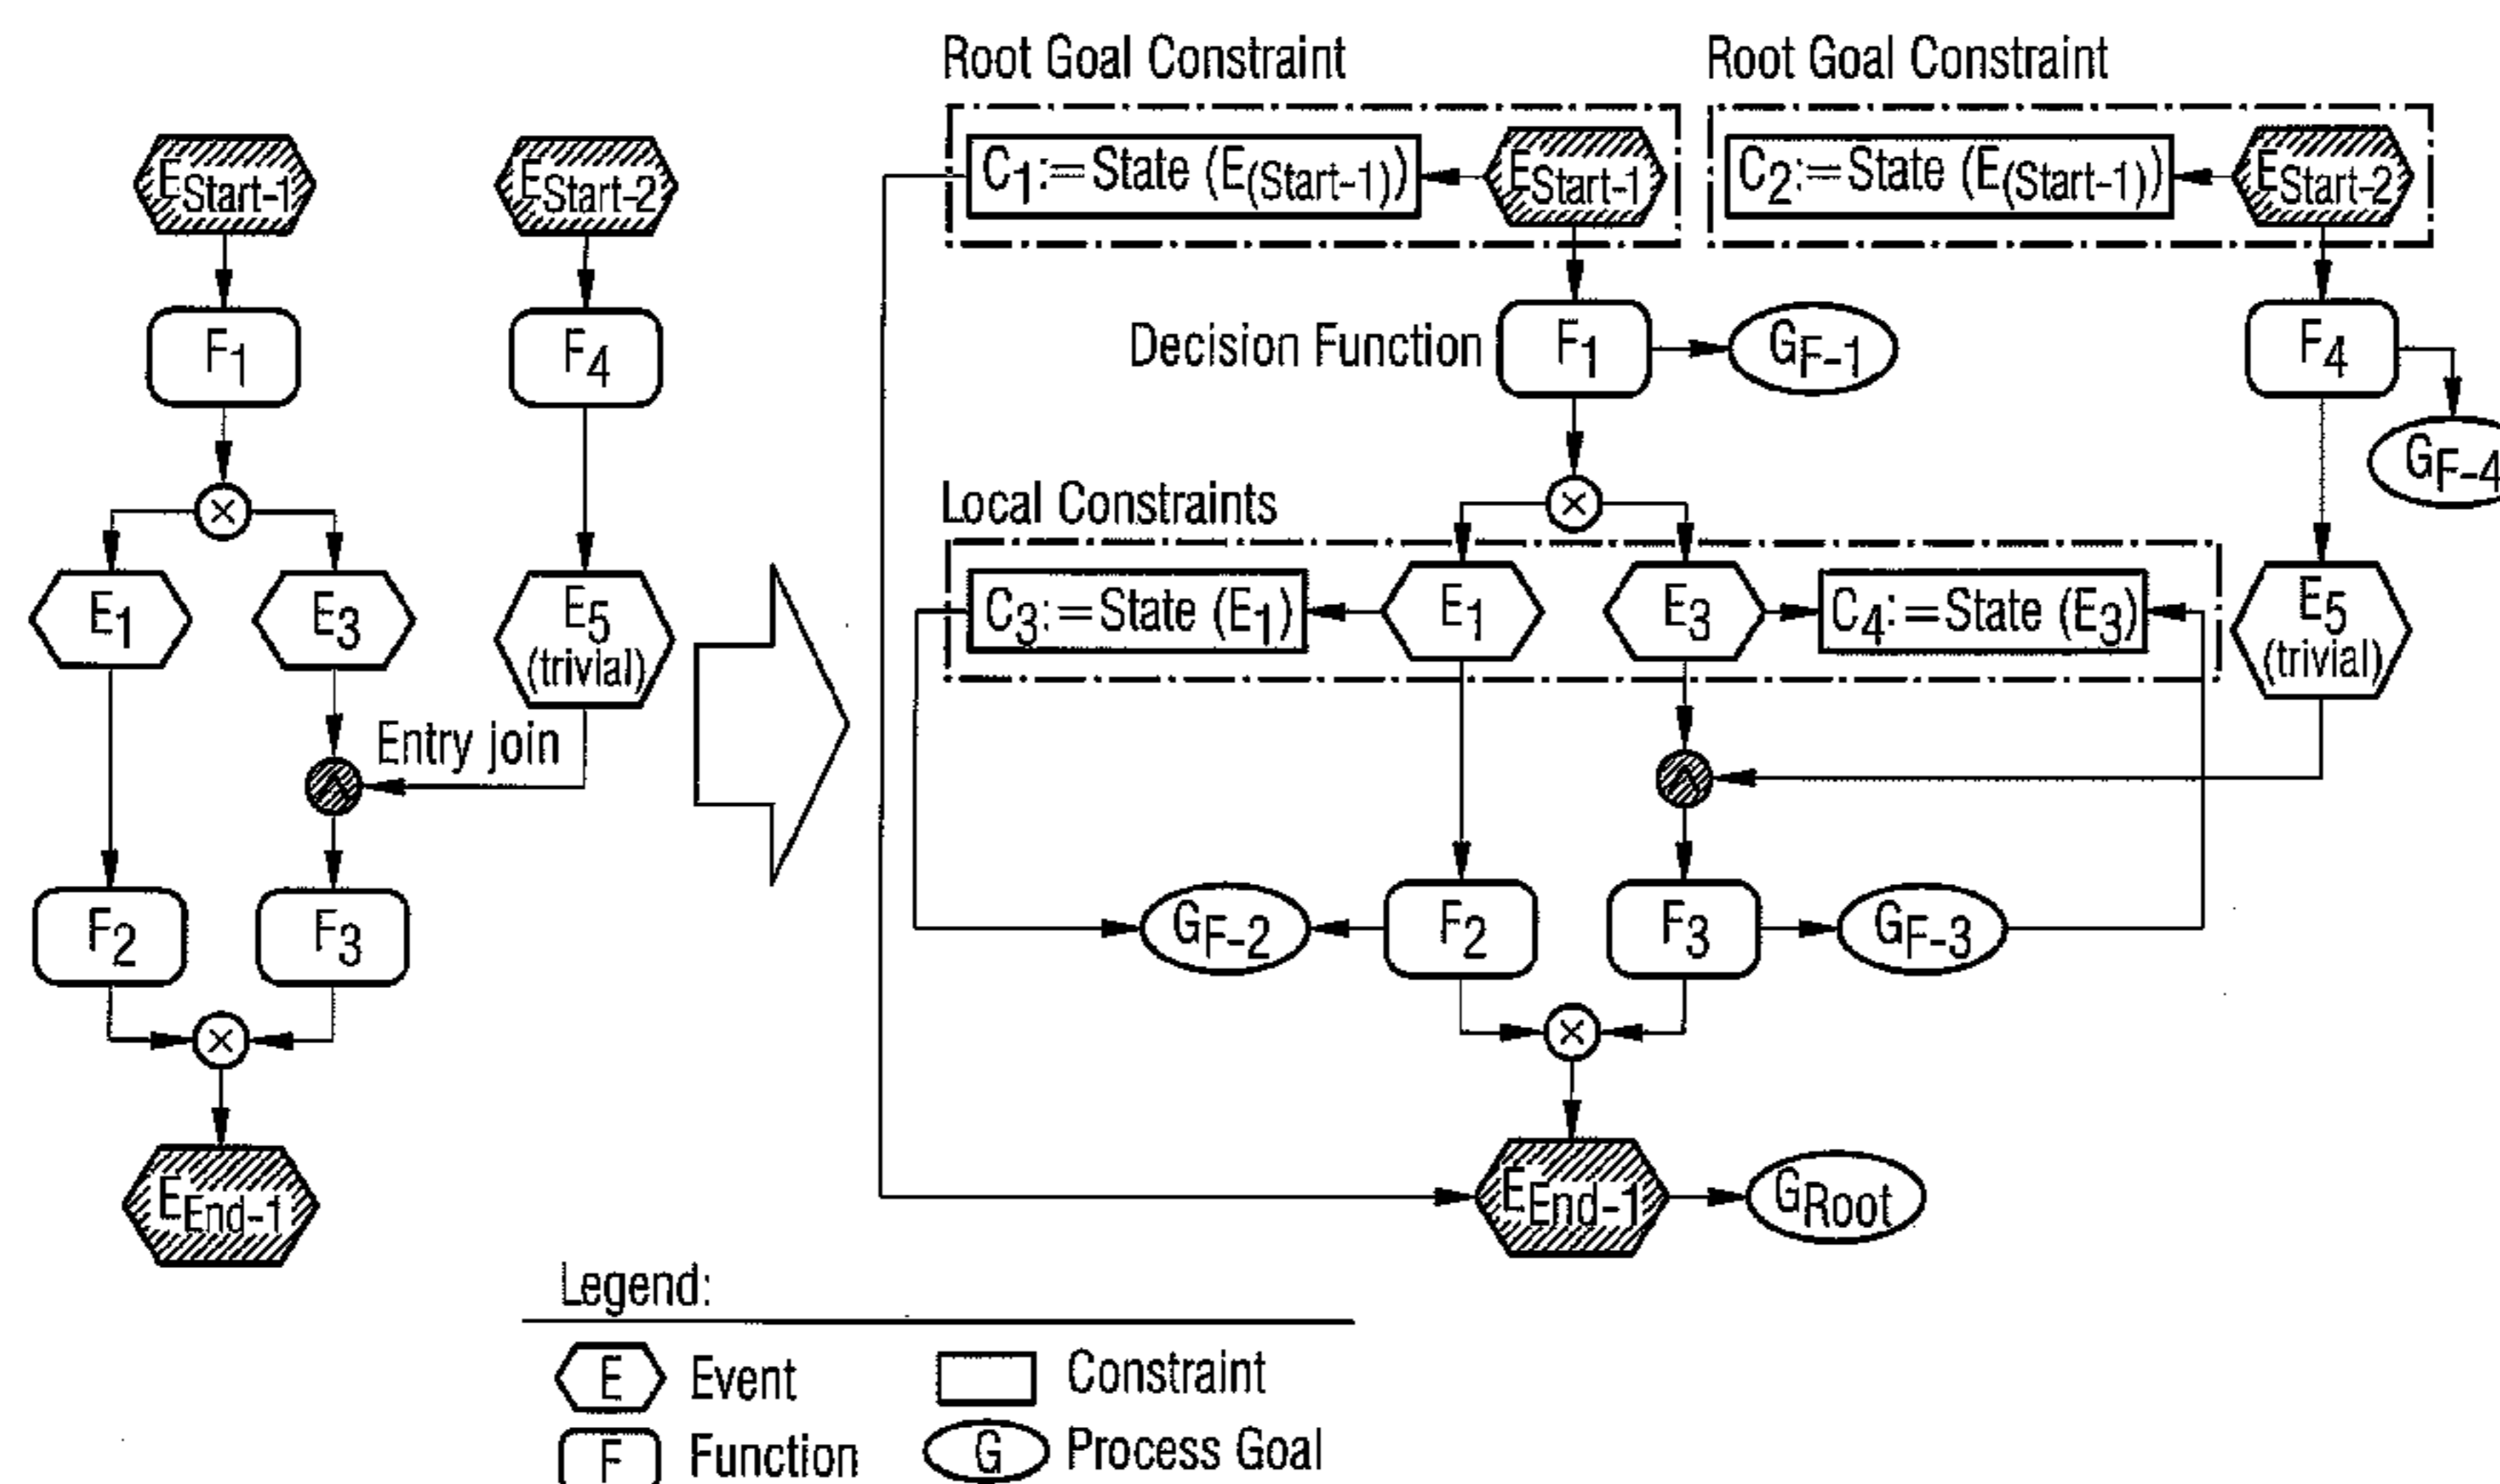 Root Goal Constraint
Root Goal Constraint
EStart-1
EStart-2
C1:=State (E(Start-1))
EStart-1
C2:=State (E(Start-1))
EStart-2
F1
F4
Decision Function
F1
GF-1
F4
GF-4
×
×
Local Constraints
E1
E3
E5
(trivial)
C3:=State (E1)
E1
E3
C4:=State (E3)
E5
(trivial)
Entry join
∧
∧
F2
F3
GF-2
F2
F3
GF-3
×
×
EEnd-1
EEnd-1
GRoot
Legend:
E Event
Constraint
F Function
G Process Goal